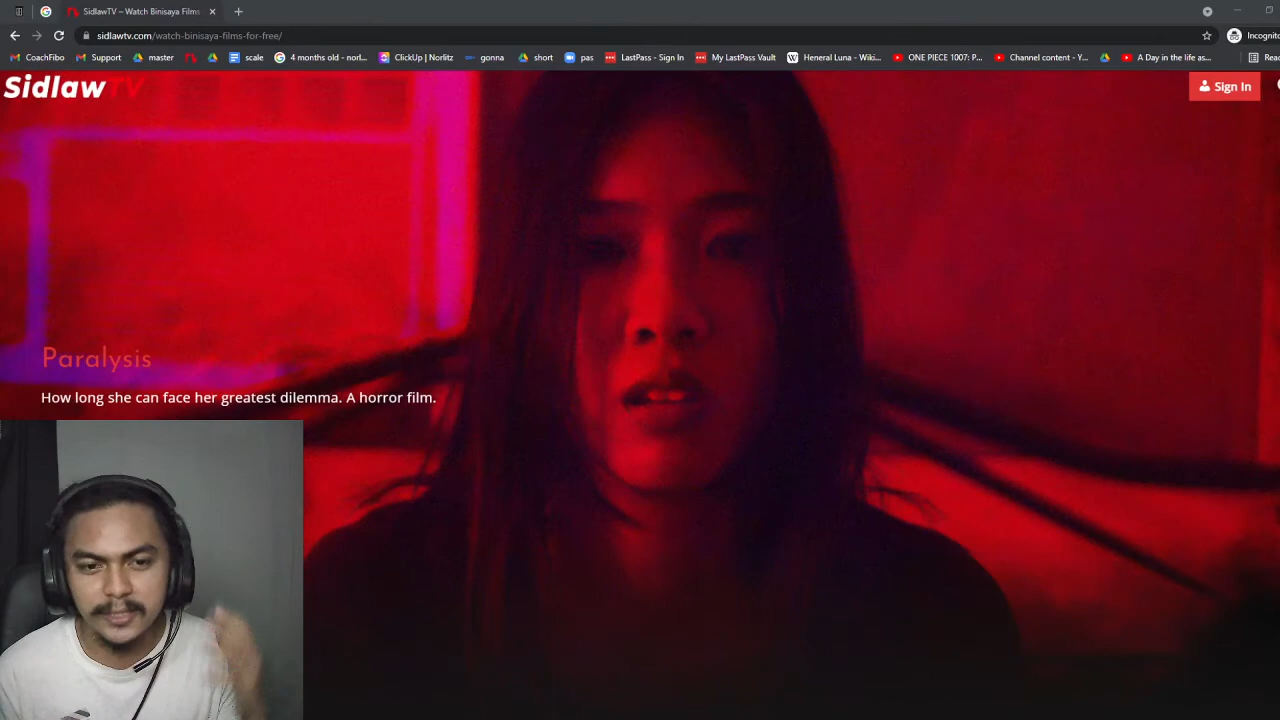 SidlawTV – Watch Binisaya Films
sidlawtv.com/watch-binisaya-films-for-free/
Incognito
CoachFibo
Support
master
scale
4 months old - norl...
ClickUp | Norlitz
gonna
short
pas
LastPass - Sign In
My LastPass Vault
Heneral Luna - Wiki...
ONE PIECE 1007: P...
Channel content - Y...
A Day in the life as...
Rea
SidlawTV
Sign In
Paralysis
How long she can face her greatest dilemma. A horror film.